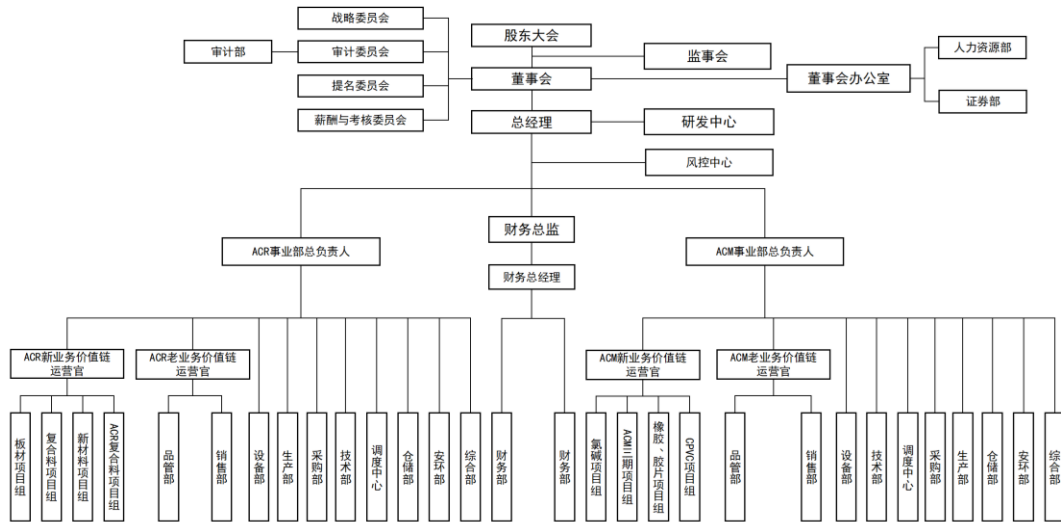 战略委员会
股东大会
审计部
审计委员会
监事会
人力资源部
提名委员会
董事会
董事会办公室
薪酬与考核委员会
总经理
研发中心
证券部
风控中心
财务总监
ACR事业部总负责人
ACM事业部总负责人
财务总经理
ACR新业务价值链
运营官
ACR老业务价值链
运营官
ACM新业务价值链
运营官
ACM老业务价值链
运营官
板材项目组
复合料项目组
新材料项目组
ACR复合料项目组
品管部
销售部
设备部
生产部
采购部
技术部
调度中心
仓储部
安环部
综合部
财务部
财务部
氯碱项目组
ACM三期项目组
橡胶、胶片项目组
CPVC项目组
品管部
销售部
设备部
技术部
调度中心
采购部
生产部
仓储部
安环部
综合部